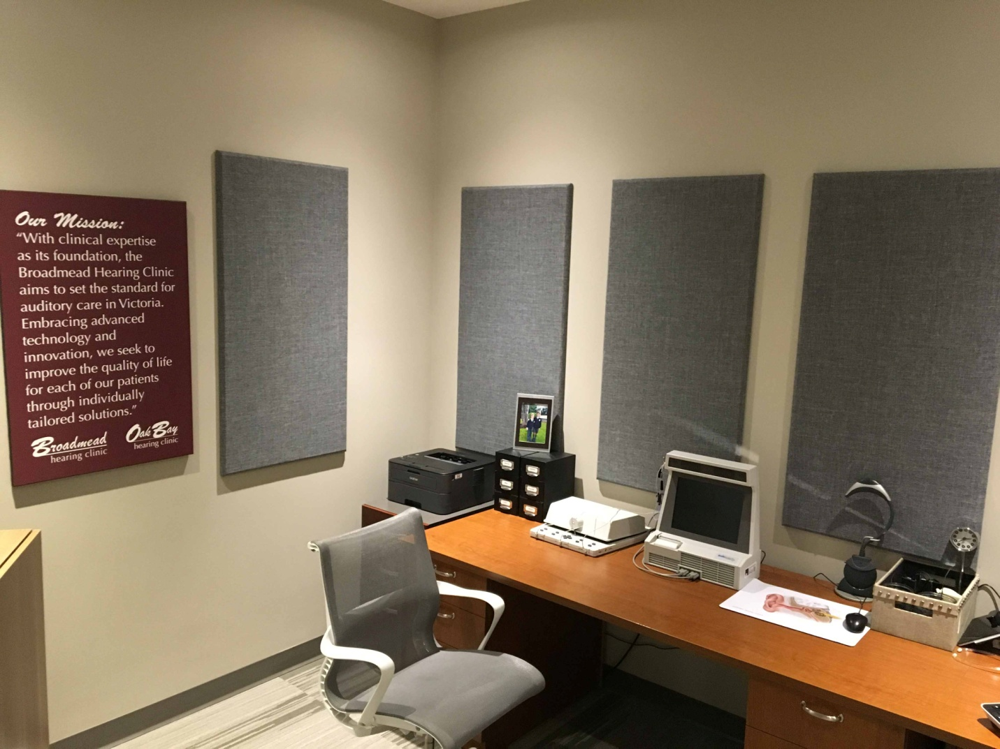 Our Mission:
“With clinical expertise
as its foundation, the
Broadmead Hearing Clinic
aims to set the standard for
auditory care in Victoria.
Embracing advanced
technology and
innovation, we seek to
improve the quality of life
for each of our patients
through individually
tailored solutions.”
Broadmead
hearing clinic
Oak Bay
hearing clinic